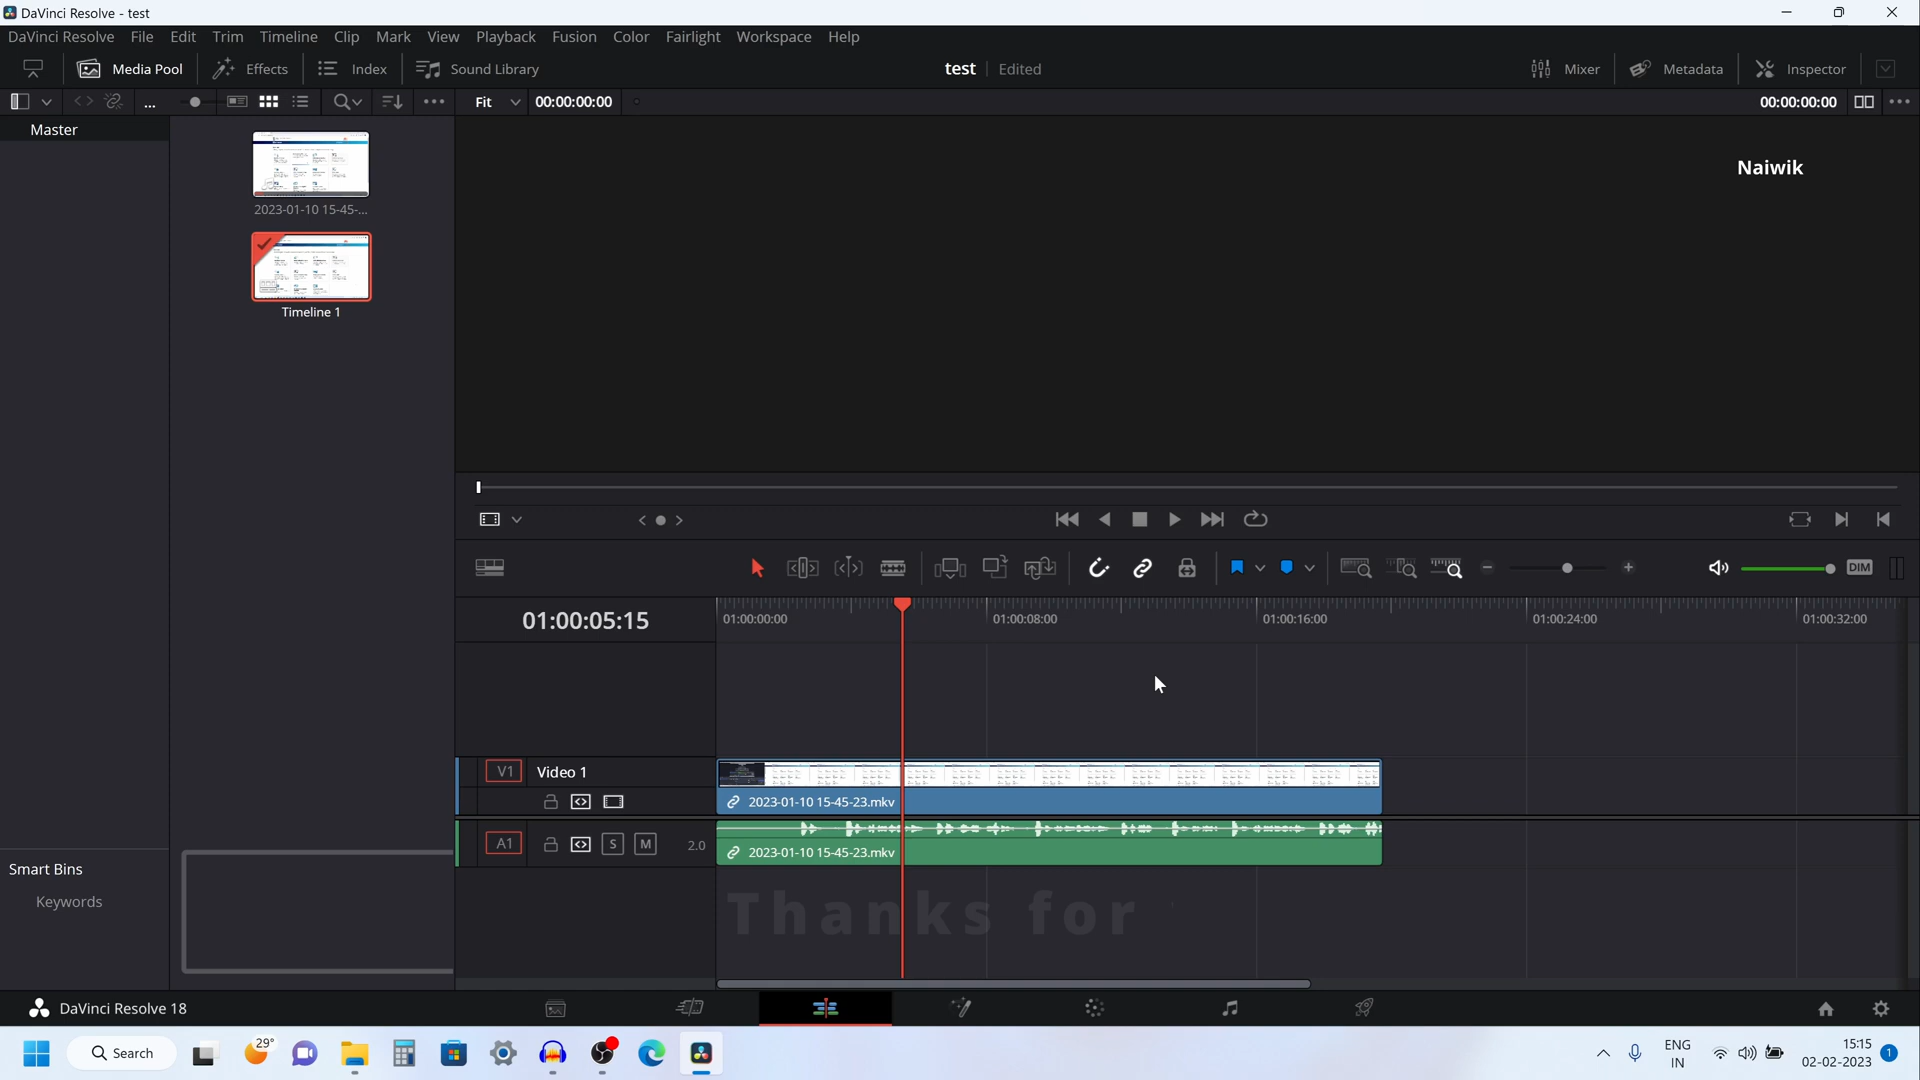 DaVinci Resolve - test
DaVinci Resolve File Edit Trim Timeline Clip Mark View Playback Fusion Color Fairlight Workspace Help
Media Pool Effects Index Sound Library test Edited Mixer Metadata Inspector
... Fit 00:00:00:00 00:00:00:00
Master
Naiwik
2023-01-10 15-45-...
Timeline 1
DIM
01:00:05:15 01:00:00:00 01:00:08:00 01:00:16:00 01:00:24:00 01:00:32:00
V1 Video 1
2023-01-10 15-45-23.mkv
A1 S M 2.0
2023-01-10 15-45-23.mkv
Smart Bins
Keywords
Thanks for
DaVinci Resolve 18
Search 29° ENG IN 15:15 02-02-2023 1